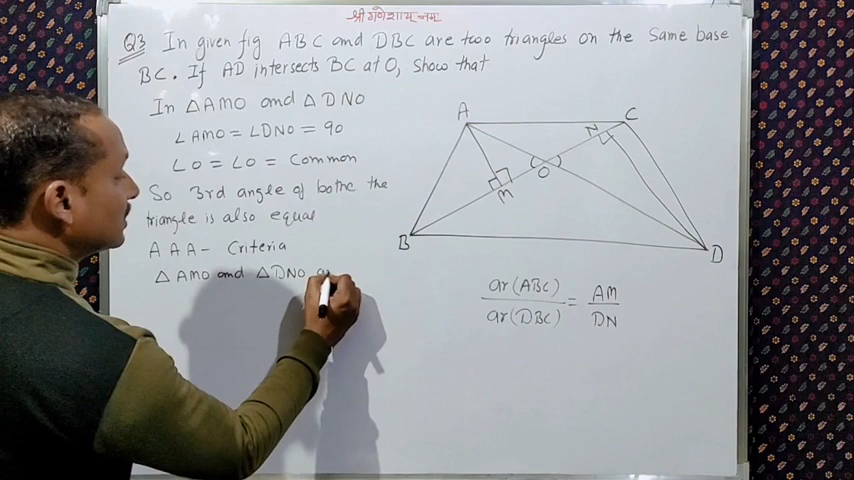 श्री गणेशाय नमः
Q3 In given fig ABC and DBC are two triangles on the same base
BC. If AD intersects BC at O, show that
In △AMO and △DNO
∠AMO = ∠DNO = 90
∠O = ∠O = Common
So 3rd angle of bothe the
triangle is also equal
AAA - Criteria
△AMO and △DNO
A
C
N
O
M
B
D
ar(ABC) / ar(DBC) = AM / DN